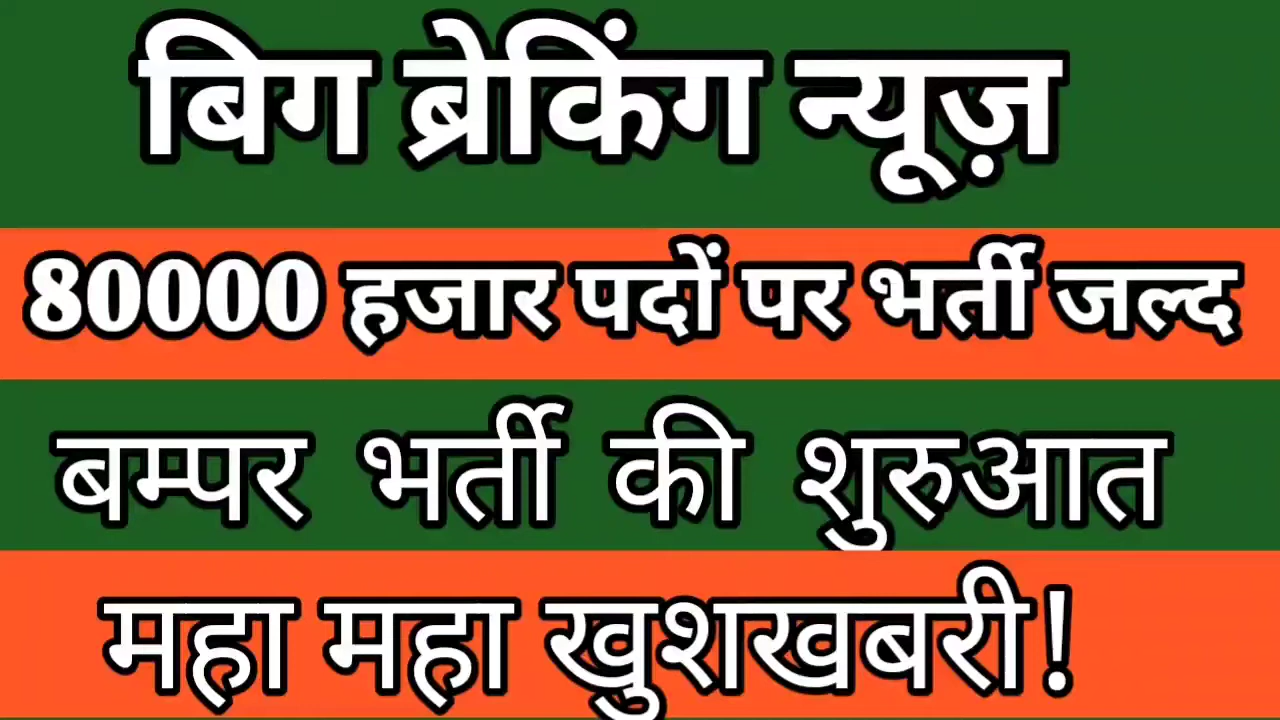 बिग ब्रेकिंग न्यूज़
80000 हजार पदों पर भर्ती जल्द
बम्पर भर्ती की शुरुआत
महा महा खुशखबरी!